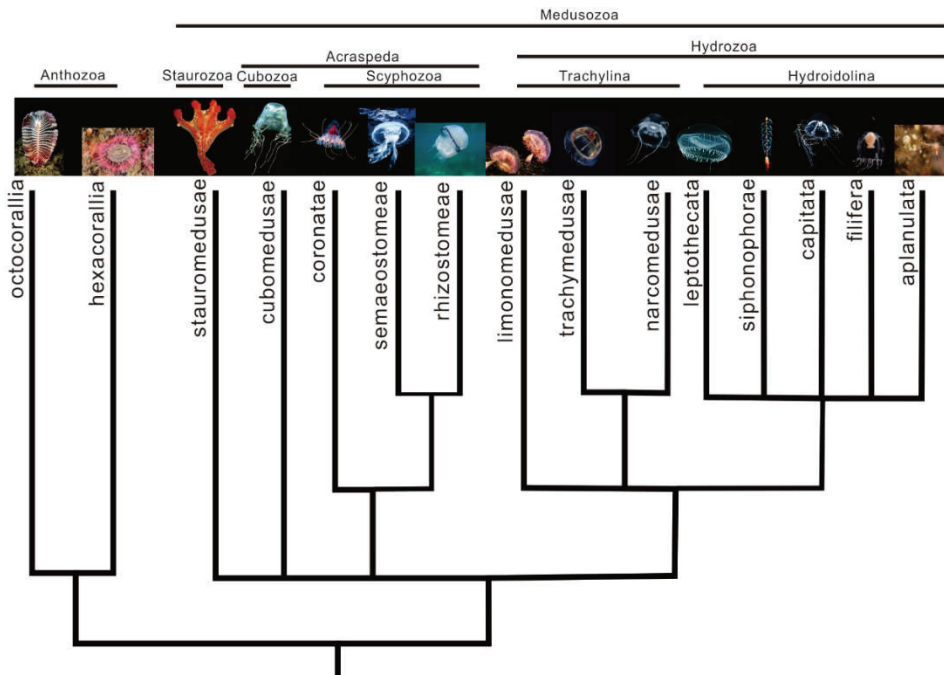 Medusozoa
Hydrozoa
Acraspeda
Anthozoa
Staurozoa
Cubozoa
Scyphozoa
Trachylina
Hydroidolina
octocorallia
hexacorallia
stauromedusae
cubomedusae
coronatae
semaeostomeae
rhizostomeae
limonomedusae
trachymedusae
narcomedusae
leptothecata
siphonophorae
capitata
filifera
aplanulata